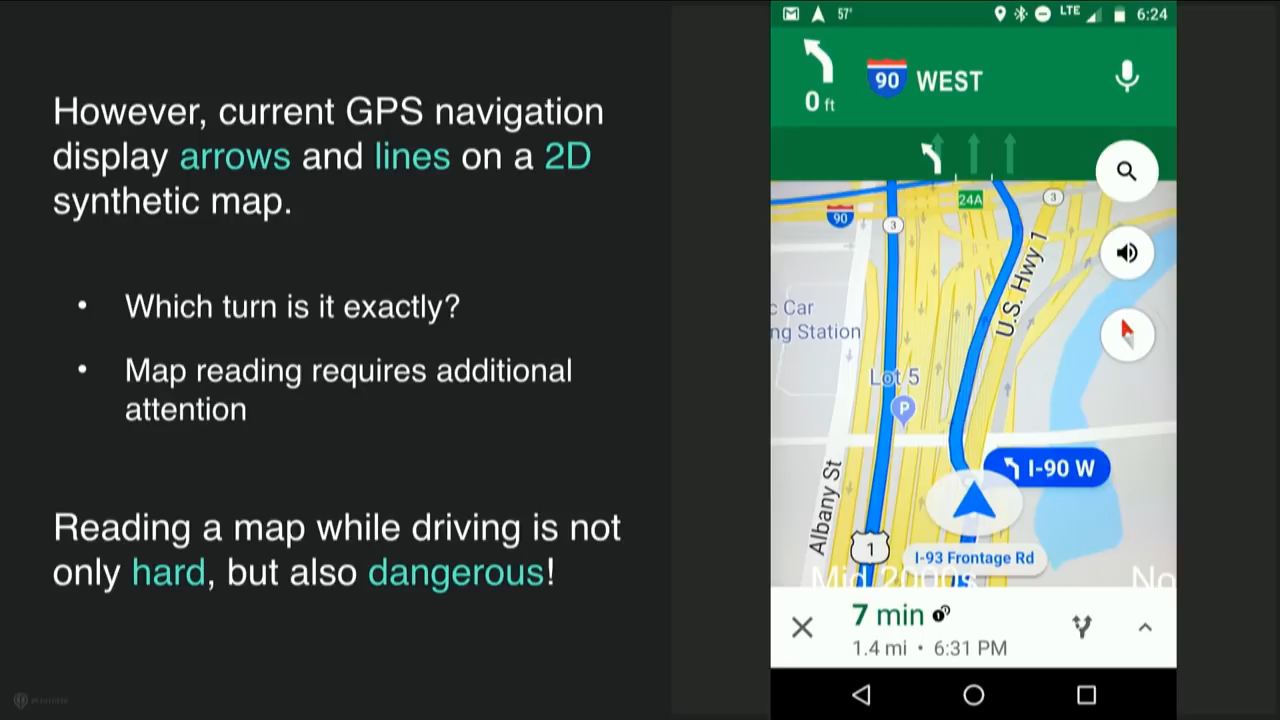 However, current GPS navigation
display arrows and lines on a 2D
synthetic map.
• Which turn is it exactly?
• Map reading requires additional
attention
Reading a map while driving is not
only hard, but also dangerous!
57° LTE 6:24
90 WEST
0 ft
24A
3
90
3
U.S. Hwy 1
c Car
ng Station
Lot 5
P
I-90 W
Albany St
1
I-93 Frontage Rd
Mid 2000s No
7 min
1.4 mi • 6:31 PM